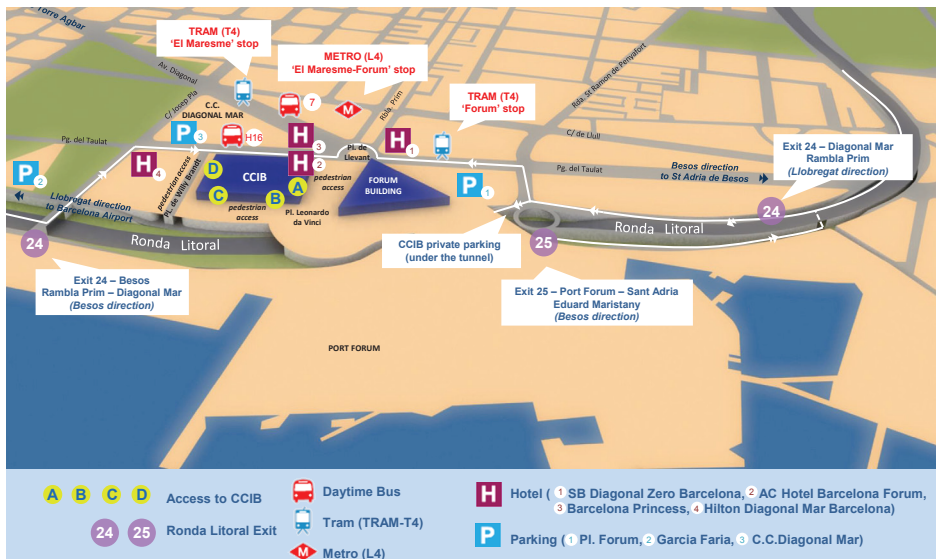 Torre Agbar
TRAM (T4)
'El Maresme' stop
METRO (L4)
'El Maresme-Forum' stop
TRAM (T4)
'Forum' stop
Av. Diagonal
C/ Josep Pla
Rbla. Prim
Rda. St Ramon de Penyafort
C.C.
DIAGONAL MAR
7
M
P 3
H16
H 3
H 1
Pg. del Taulat
Pl. de
Llevant
C/ de Llull
Exit 24 – Diagonal Mar
Rambla Prim
(Llobregat direction)
P 2
H 4
pedestrian access
Pl. de Willy Brandt
D
CCIB
H 2
A
pedestrian
access
FORUM
BUILDING
P 1
Pg. del Taulat
Besos direction
to St Adria de Besos
Llobregat direction
to Barcelona Airport
C
B
pedestrian
access
Pl. Leonardo
da Vinci
24
Ronda Litoral
24
Ronda Litoral
25
CCIB private parking
(under the tunnel)
Exit 24 – Besos
Rambla Prim – Diagonal Mar
(Besos direction)
Exit 25 – Port Forum – Sant Adria
Eduard Maristany
(Besos direction)
PORT FORUM
A B C D Access to CCIB
24 25 Ronda Litoral Exit
Daytime Bus
Tram (TRAM-T4)
M Metro (L4)
H Hotel ( 1 SB Diagonal Zero Barcelona, 2 AC Hotel Barcelona Forum,
3 Barcelona Princess, 4 Hilton Diagonal Mar Barcelona)
P Parking ( 1 Pl. Forum, 2 Garcia Faria, 3 C.C.Diagonal Mar)